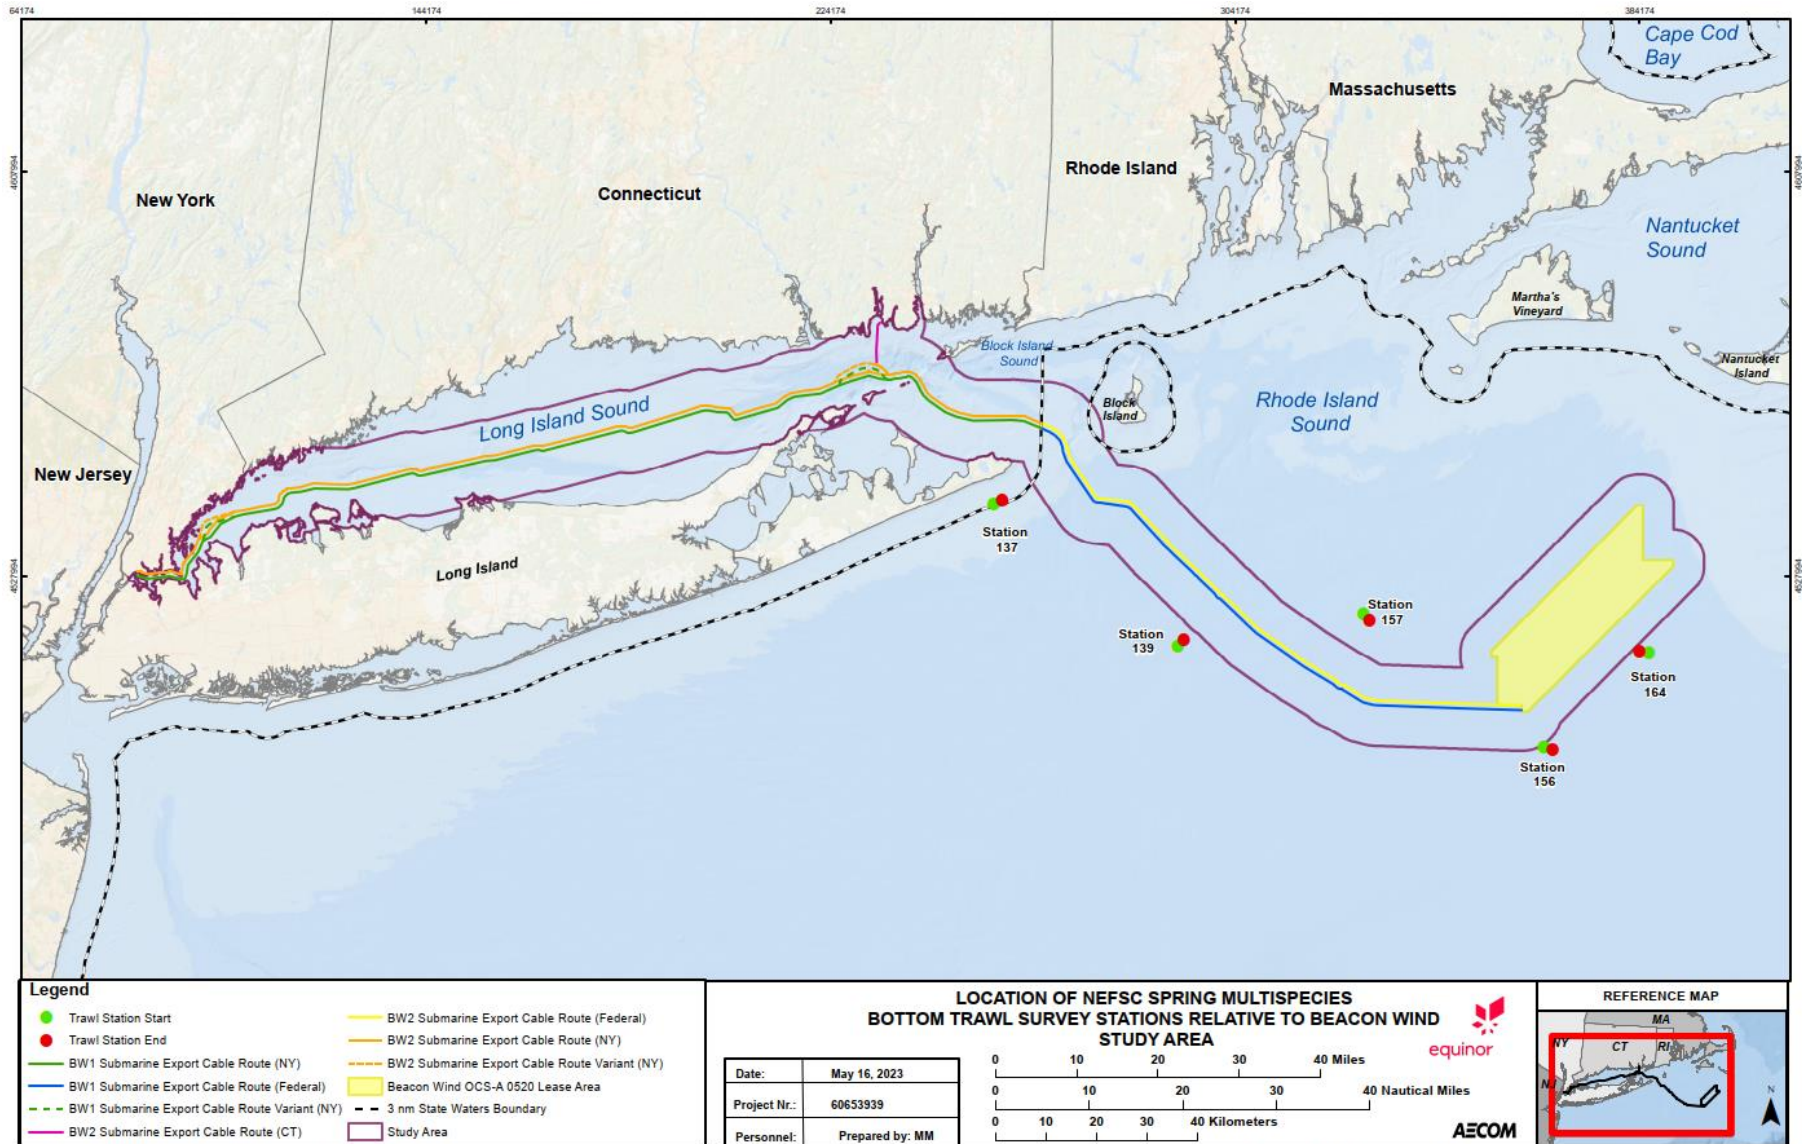 64174
144174
224174
304174
384174
4607994
4607994
4527994
4527994
Cape Cod
Bay
Massachusetts
Rhode Island
Connecticut
New York
Nantucket
Sound
Martha's
Vineyard
Block Island
Sound
Nantucket
Island
Block
Island
Rhode Island
Sound
Long Island Sound
New Jersey
Long Island
Station
137
Station
157
Station
139
Station
164
Station
156
Legend
Trawl Station Start
Trawl Station End
BW1 Submarine Export Cable Route (NY)
BW1 Submarine Export Cable Route (Federal)
BW1 Submarine Export Cable Route Variant (NY)
BW2 Submarine Export Cable Route (CT)
BW2 Submarine Export Cable Route (Federal)
BW2 Submarine Export Cable Route (NY)
BW2 Submarine Export Cable Route Variant (NY)
Beacon Wind OCS-A 0520 Lease Area
3 nm State Waters Boundary
Study Area
LOCATION OF NEFSC SPRING MULTISPECIES
BOTTOM TRAWL SURVEY STATIONS RELATIVE TO BEACON WIND
STUDY AREA
equinor
Date: May 16, 2023
Project Nr.: 60653939
Personnel: Prepared by: MM
0 10 20 30 40 Miles
0 10 20 30 40 Nautical Miles
0 10 20 30 40 Kilometers
AECOM
REFERENCE MAP
MA
NY CT RI
NJ
N